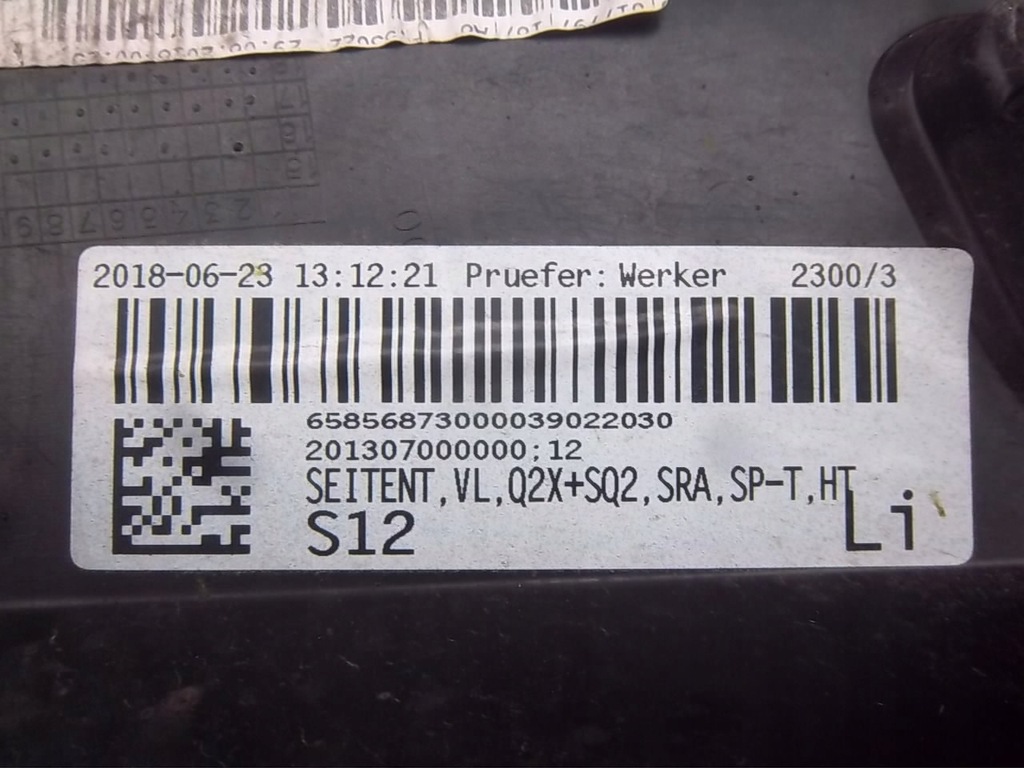 2018-06-23 13:12:21 Pruefer: Werker 2300/3
65856873000039022030
201307000000;12
SEITENT,VL,Q2X+SQ2,SRA,SP-T,HT
S12 Li